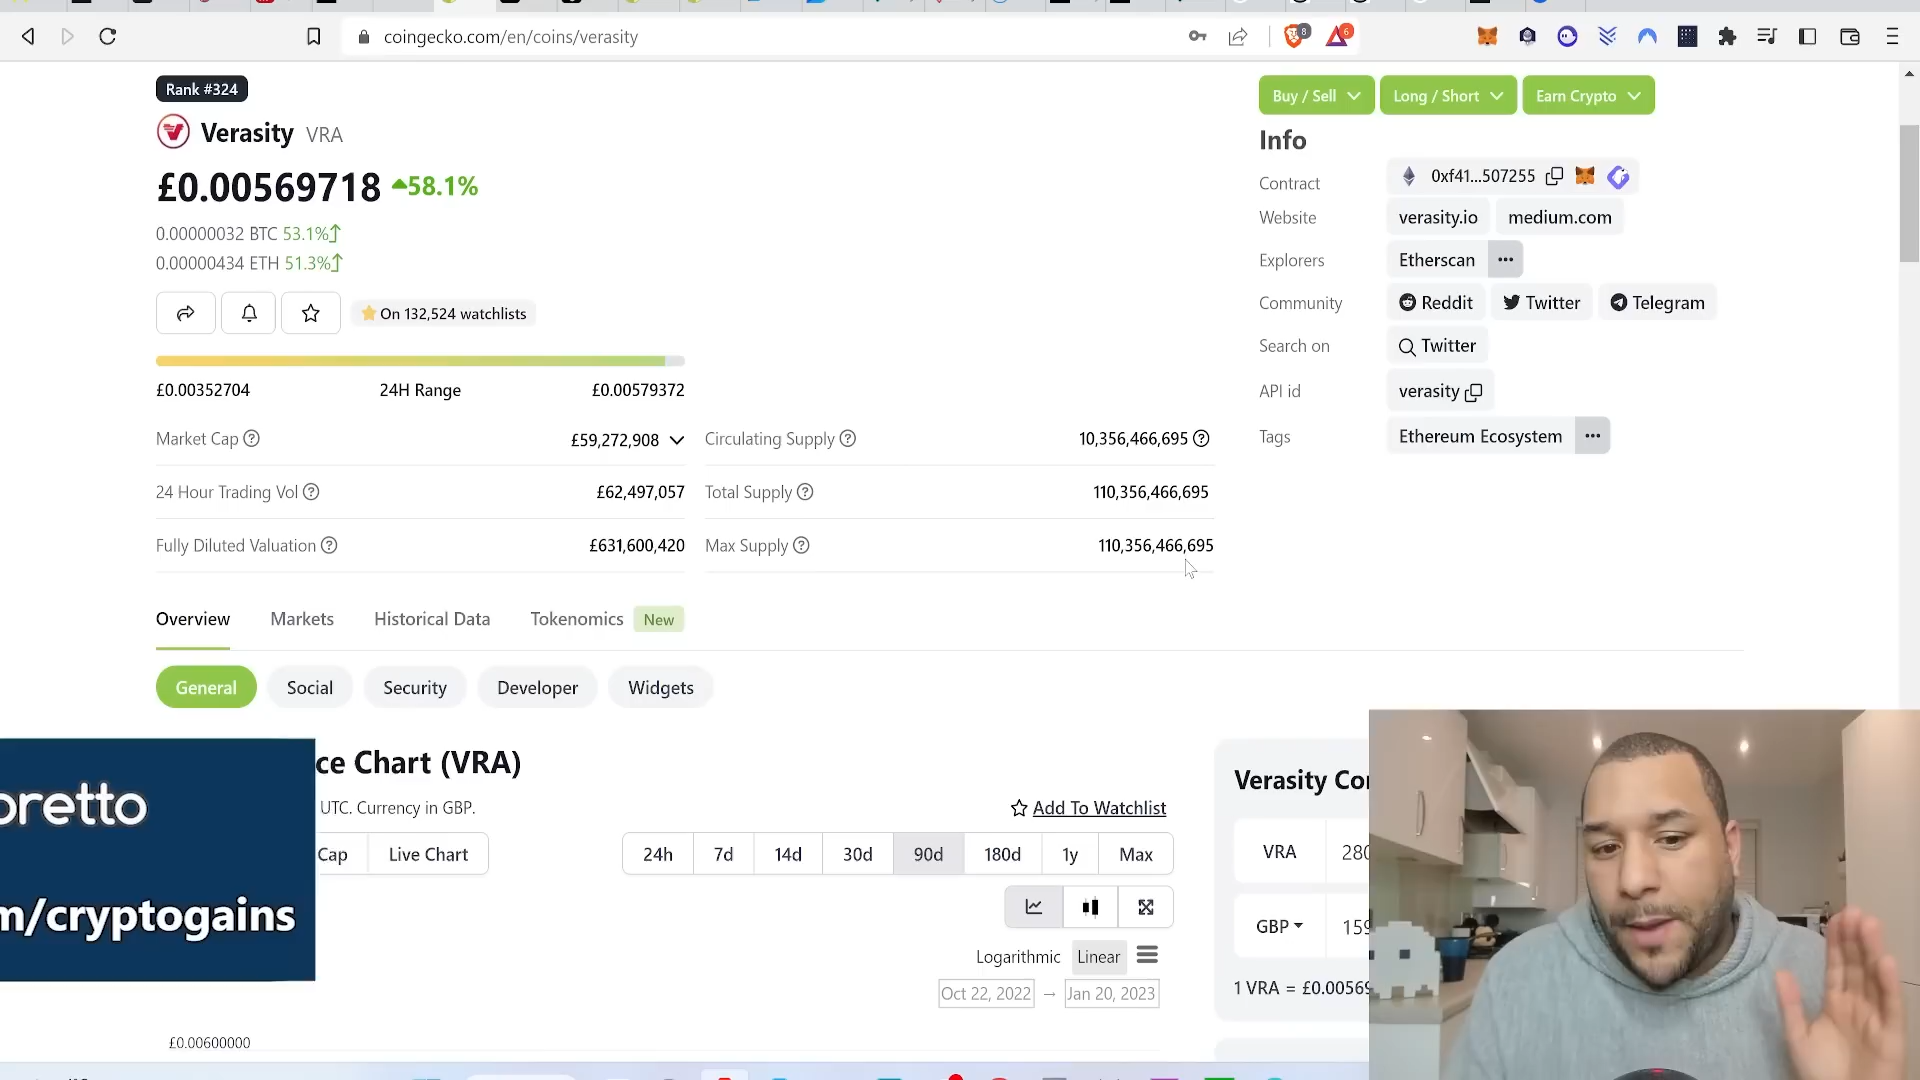 coingecko.com/en/coins/verasity
8
6
Rank #324
Verasity VRA
£0.00569718 58.1%
0.00000032 BTC 53.1%
0.00000434 ETH 51.3%
On 132,524 watchlists
£0.00352704 24H Range £0.00579372
Market Cap £59,272,908
24 Hour Trading Vol £62,497,057
Fully Diluted Valuation £631,600,420
Circulating Supply 10,356,466,695
Total Supply 110,356,466,695
Max Supply 110,356,466,695
Buy / Sell Long / Short Earn Crypto
Info
Contract 0xf41...507255
Website verasity.io medium.com
Explorers Etherscan
Community Reddit Twitter Telegram
Search on Twitter
API id verasity
Tags Ethereum Ecosystem
Overview Markets Historical Data Tokenomics New
General Social Security Developer Widgets
oretto
m/cryptogains
ce Chart (VRA)
UTC. Currency in GBP.
Add To Watchlist
Cap Live Chart
24h 7d 14d 30d 90d 180d 1y Max
Logarithmic Linear
Oct 22, 2022 → Jan 20, 2023
£0.00600000
Verasity Co
VRA 280
GBP 159
1 VRA = £0.00569